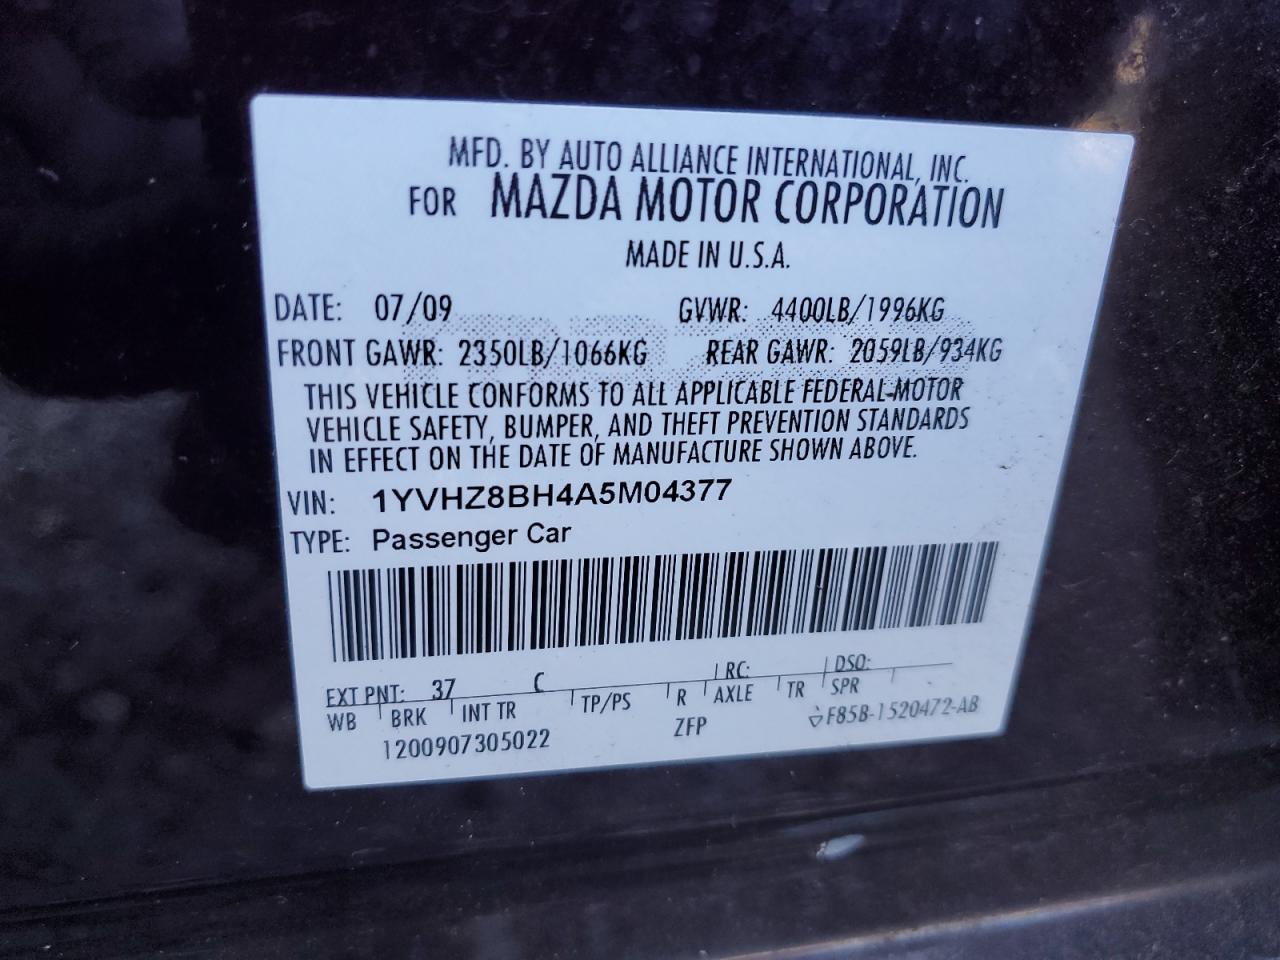 MFD. BY AUTO ALLIANCE INTERNATIONAL, INC.
FOR MAZDA MOTOR CORPORATION
MADE IN U.S.A.
DATE: 07/09 GVWR: 4400LB/1996KG
FRONT GAWR: 2350LB/1066KG REAR GAWR: 2059LB/934KG
THIS VEHICLE CONFORMS TO ALL APPLICABLE FEDERAL MOTOR
VEHICLE SAFETY, BUMPER, AND THEFT PREVENTION STANDARDS
IN EFFECT ON THE DATE OF MANUFACTURE SHOWN ABOVE.
VIN: 1YVHZ8BH4A5M04377
TYPE: Passenger Car
EXT PNT: 37 C RC: DSO:
WB BRK INT TR TP/PS R AXLE TR SPR
1200907305022 ZFP F85B-1520472-AB